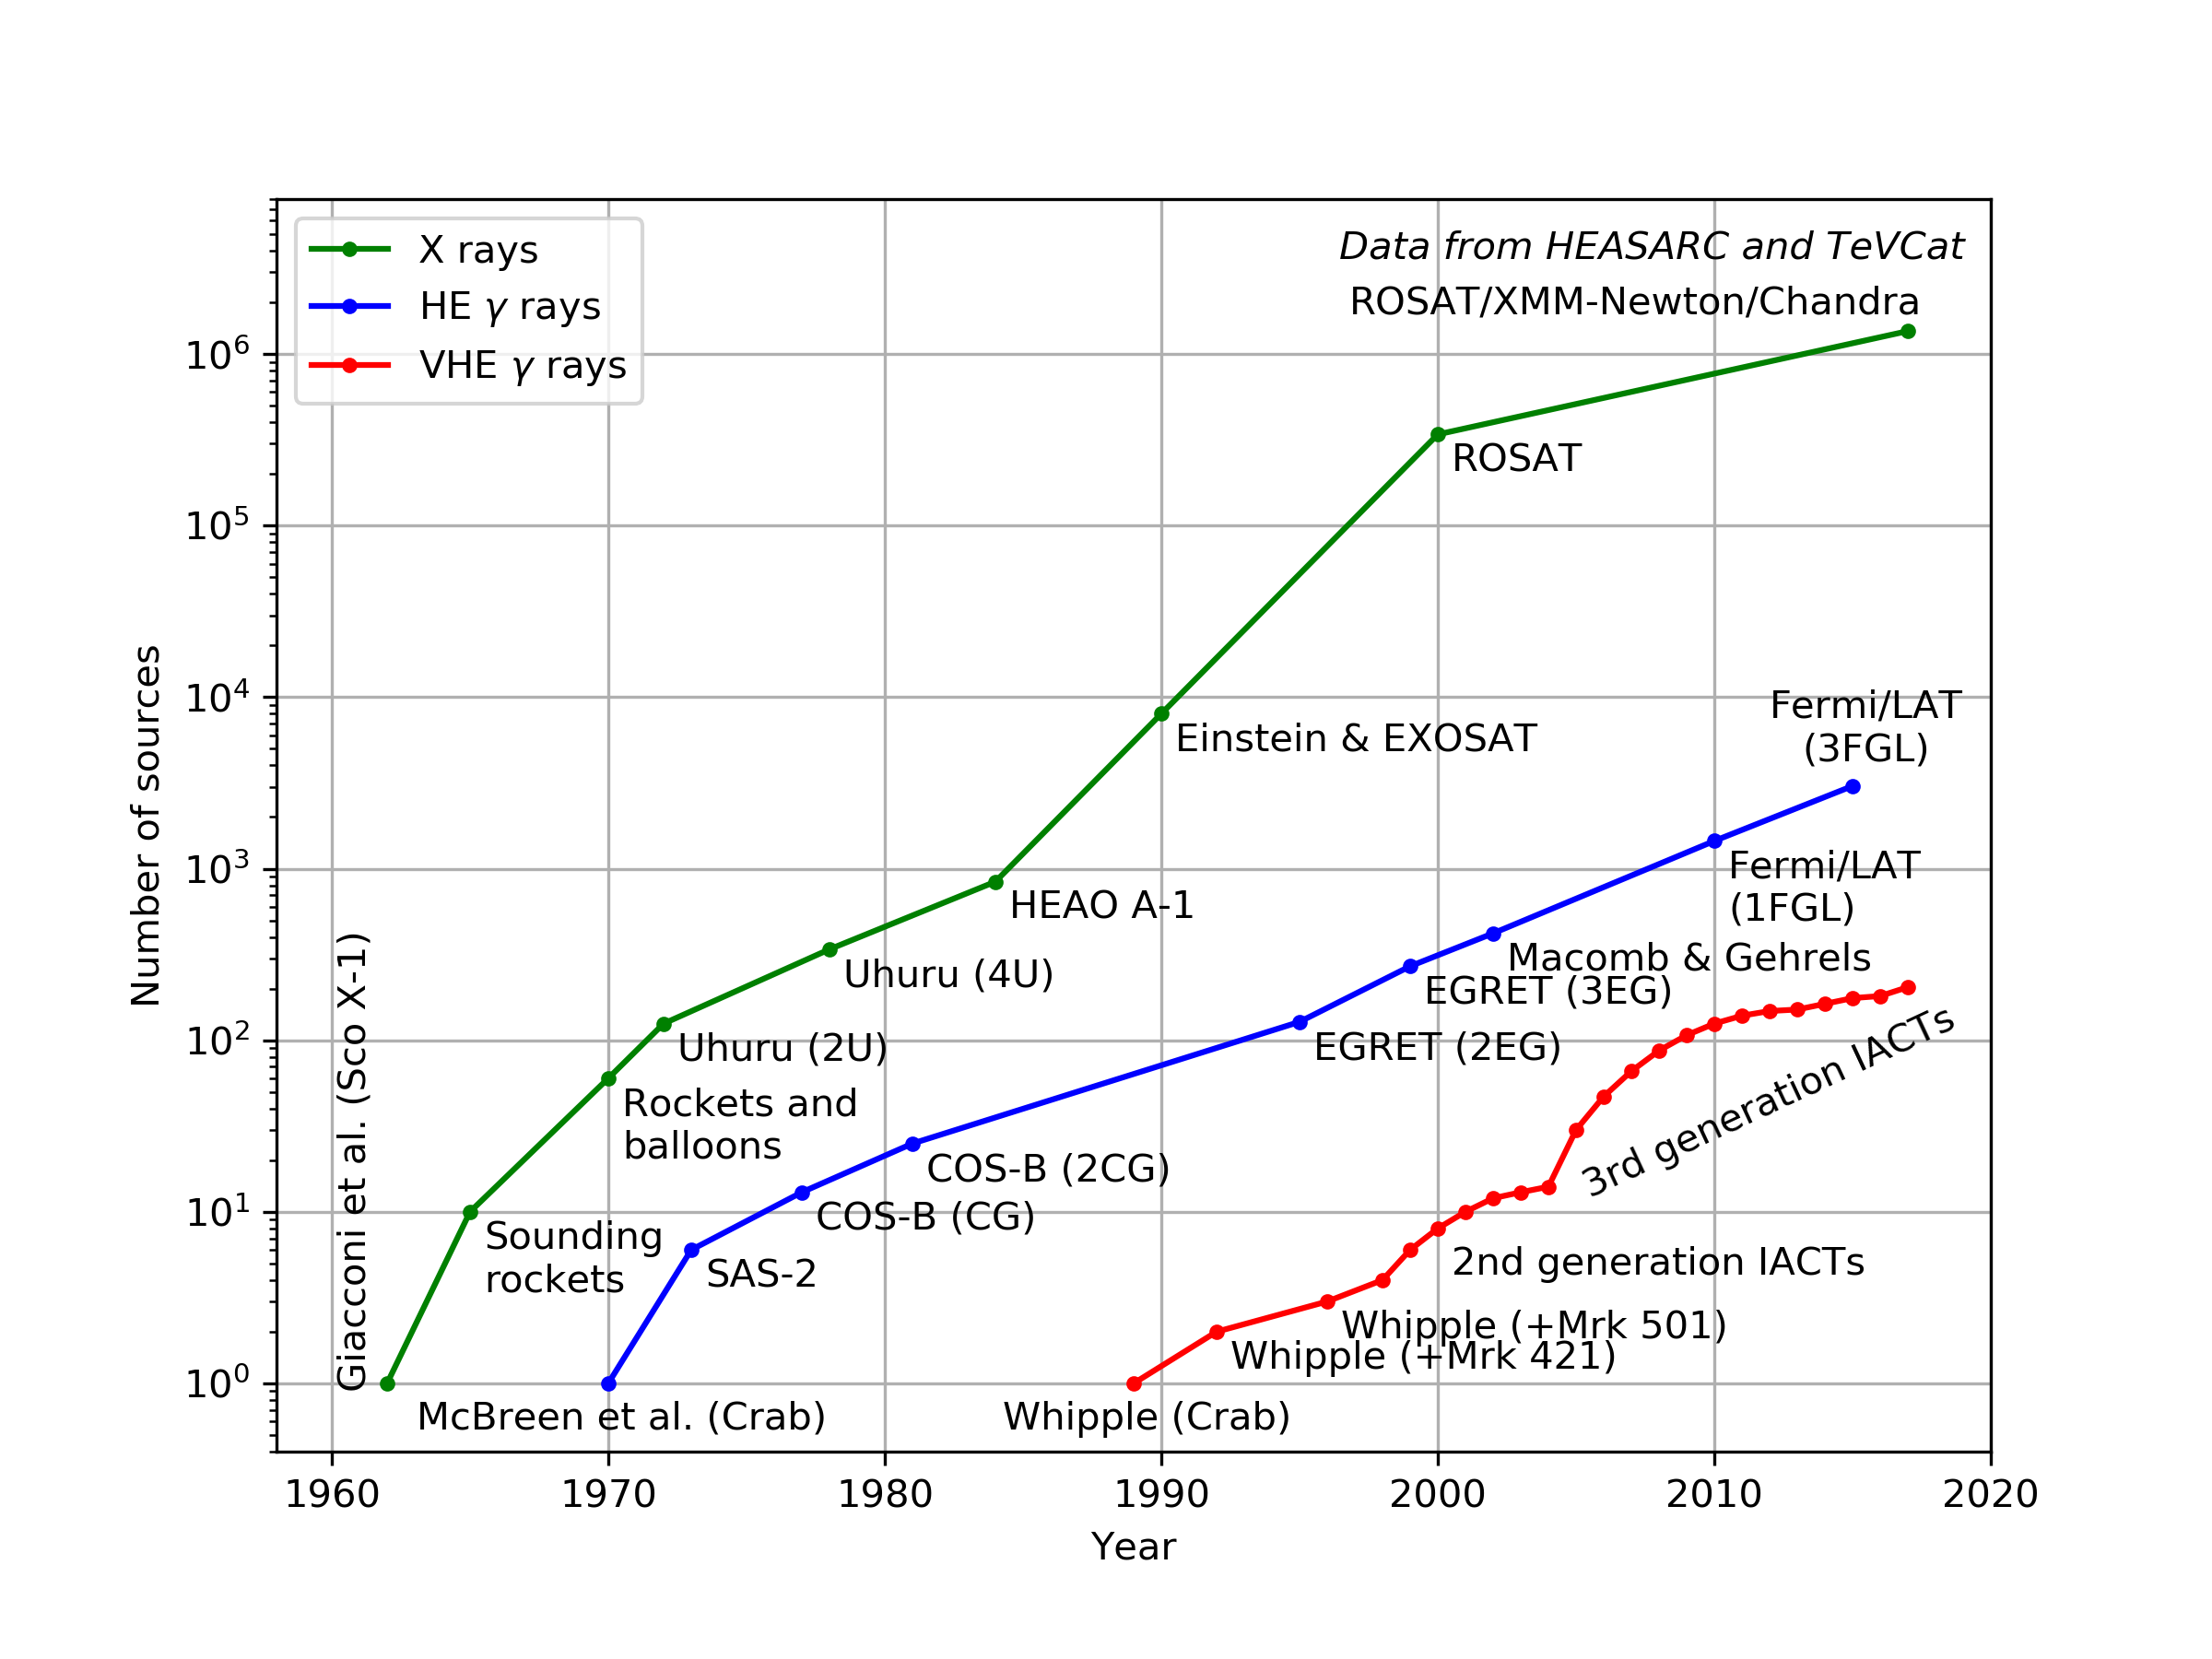 X rays
HE γ rays
VHE γ rays
Data from HEASARC and TeVCat
ROSAT/XMM-Newton/Chandra
ROSAT
Einstein & EXOSAT
Fermi/LAT
(3FGL)
HEAO A-1
Fermi/LAT
(1FGL)
Uhuru (4U)
Macomb & Gehrels
EGRET (3EG)
Uhuru (2U)
EGRET (2EG)
Rockets and
balloons
3rd generation IACTs
COS-B (2CG)
COS-B (CG)
Giacconi et al. (Sco X-1)
Sounding
rockets
SAS-2
2nd generation IACTs
Whipple (+Mrk 501)
Whipple (+Mrk 421)
McBreen et al. (Crab)
Whipple (Crab)
Number of sources
10⁶
10⁵
10⁴
10³
10²
10¹
10⁰
1960 1970 1980 1990 2000 2010 2020
Year